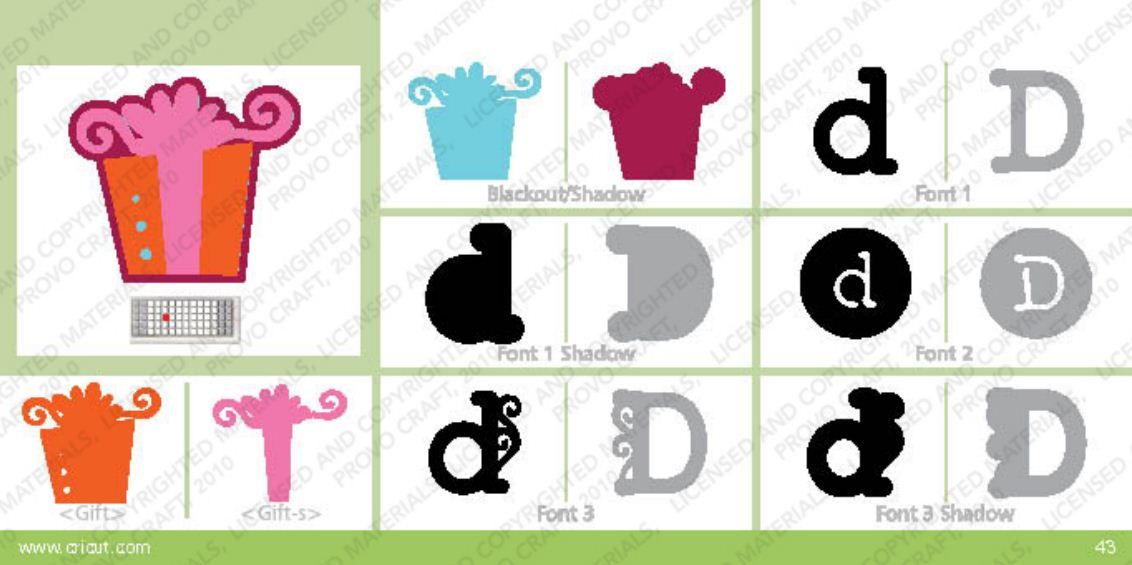 Blackout/Shadow
d D
Font 1
d D
Font 1 Shadow
d D
Font 2
<Gift>
<Gift-s>
d D
Font 3
d D
Font 3 Shadow
www.cricut.com
43
LICENSED AND COPYRIGHTED MATERIALS, PROVO CRAFT, 2010